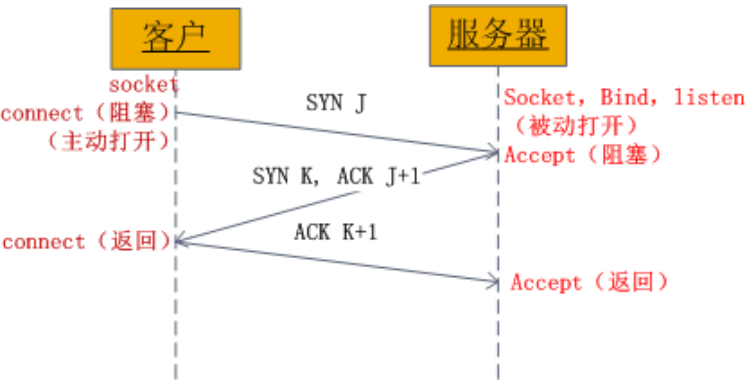 客户
服务器
socket
connect（阻塞）
（主动打开）
SYN J
Socket, Bind, listen
（被动打开）
Accept（阻塞）
SYN K, ACK J+1
connect（返回）
ACK K+1
Accept（返回）